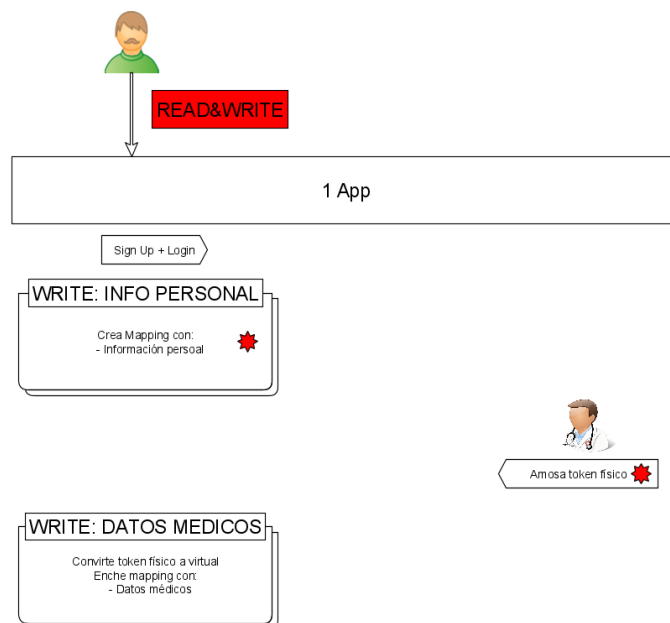 READ&WRITE
1 App
Sign Up + Login
WRITE: INFO PERSONAL
Crea Mapping con:
- Información persoal
Amosa token físico
WRITE: DATOS MEDICOS
Convirte token físico a virtual
Enche mapping con:
- Datos médicos